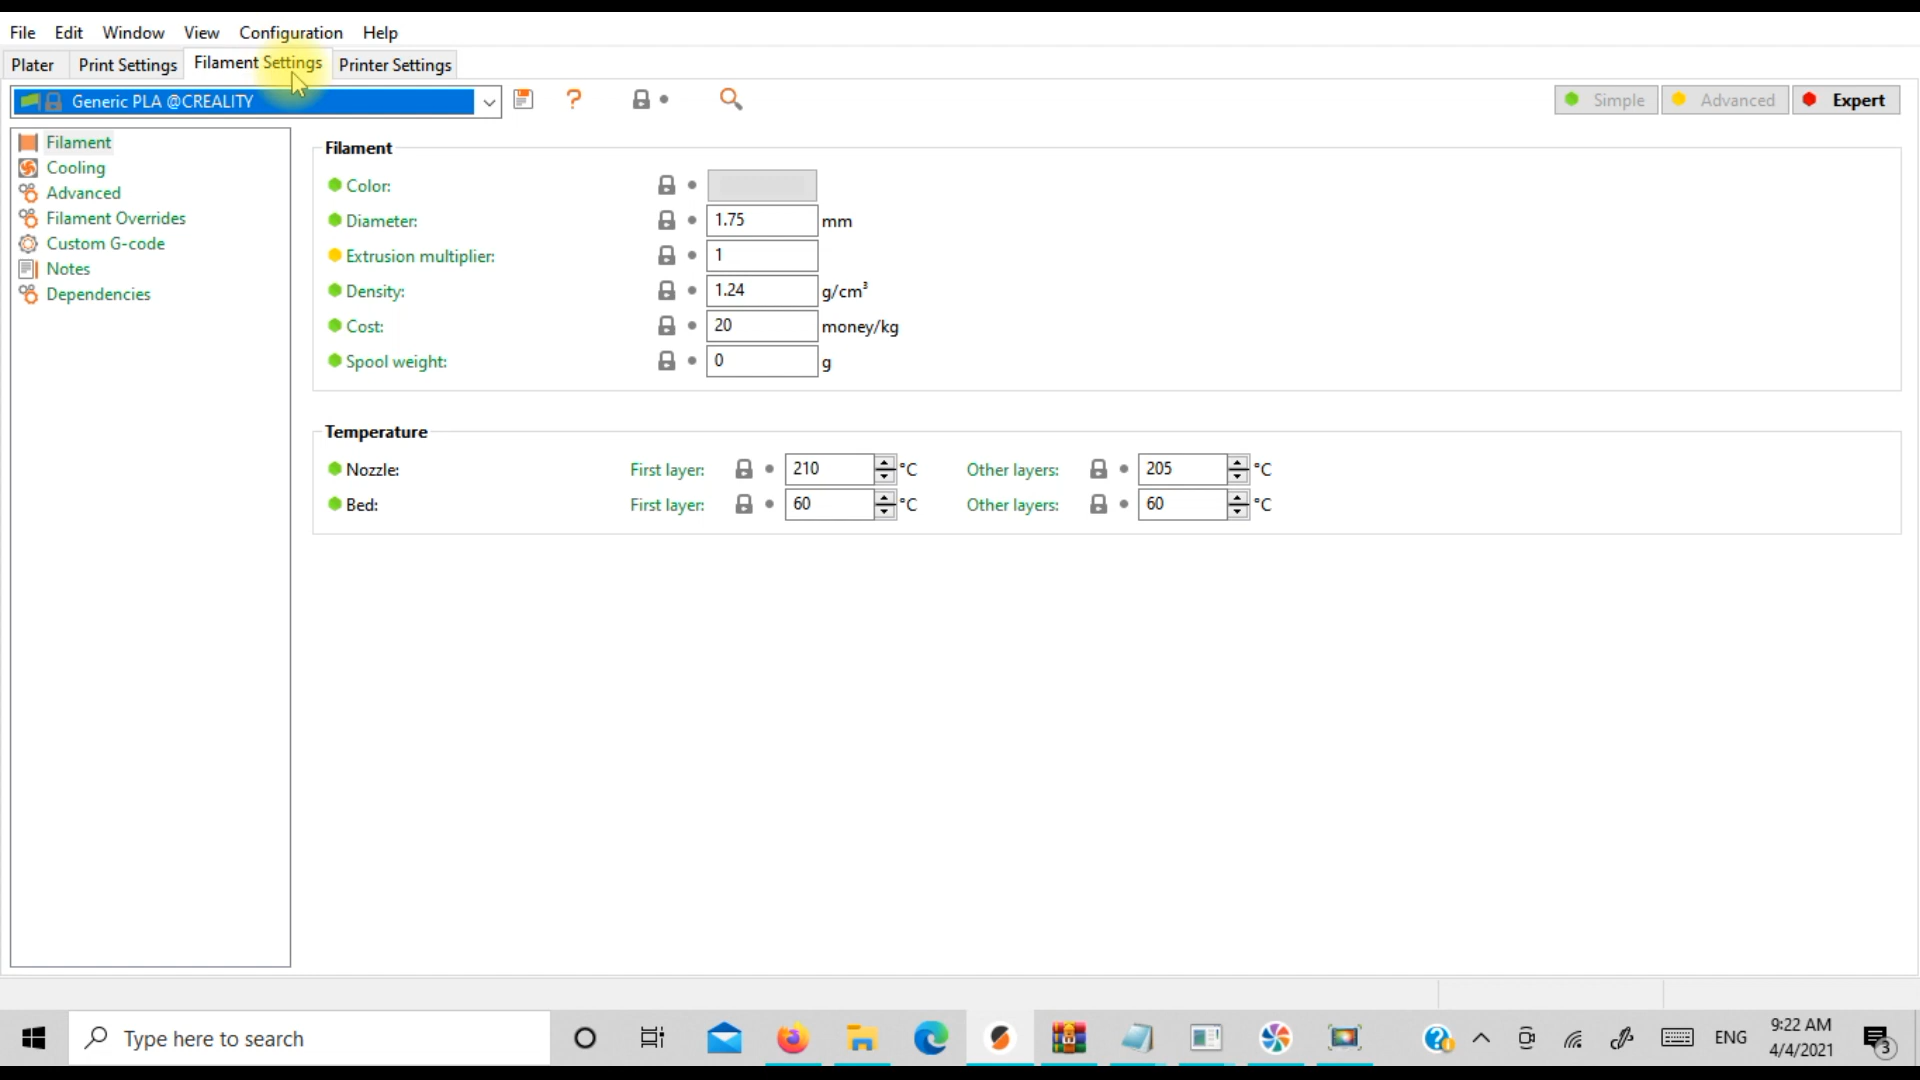 File Edit Window View Configuration Help
Plater Print Settings Filament Settings Printer Settings
Generic PLA @CREALITY ? Simple Advanced Expert
Filament
Cooling
Advanced
Filament Overrides
Custom G-code
Notes
Dependencies
Filament
Color:
Diameter: 1.75 mm
Extrusion multiplier: 1
Density: 1.24 g/cm³
Cost: 20 money/kg
Spool weight: 0 g
Temperature
Nozzle: First layer: 210 °C Other layers: 205 °C
Bed: First layer: 60 °C Other layers: 60 °C
Type here to search
ENG
9:22 AM
4/4/2021
3